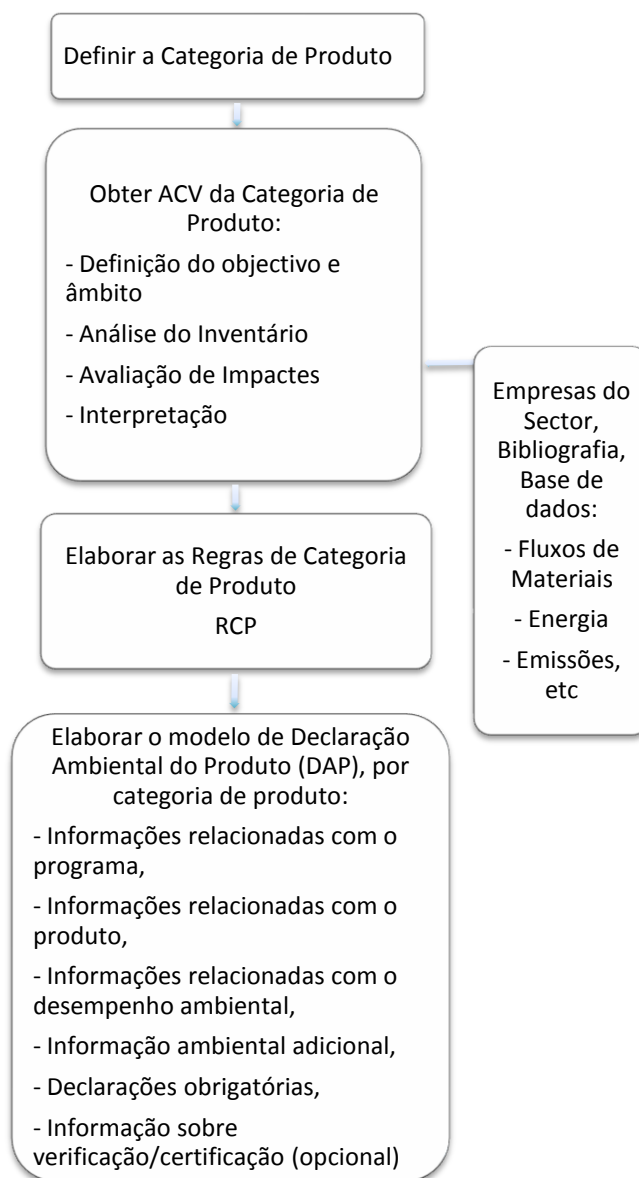 Definir a Categoria de Produto
Obter ACV da Categoria de
Produto:
- Definição do objectivo e
âmbito
- Análise do Inventário
- Avaliação de Impactes
- Interpretação
Empresas do
Sector,
Bibliografia,
Base de
dados:
- Fluxos de
Materiais
- Energia
- Emissões,
etc
Elaborar as Regras de Categoria
de Produto
RCP
Elaborar o modelo de Declaração
Ambiental do Produto (DAP), por
categoria de produto:
- Informações relacionadas com o
programa,
- Informações relacionadas com o
produto,
- Informações relacionadas com o
desempenho ambiental,
- Informação ambiental adicional,
- Declarações obrigatórias,
- Informação sobre
verificação/certificação (opcional)